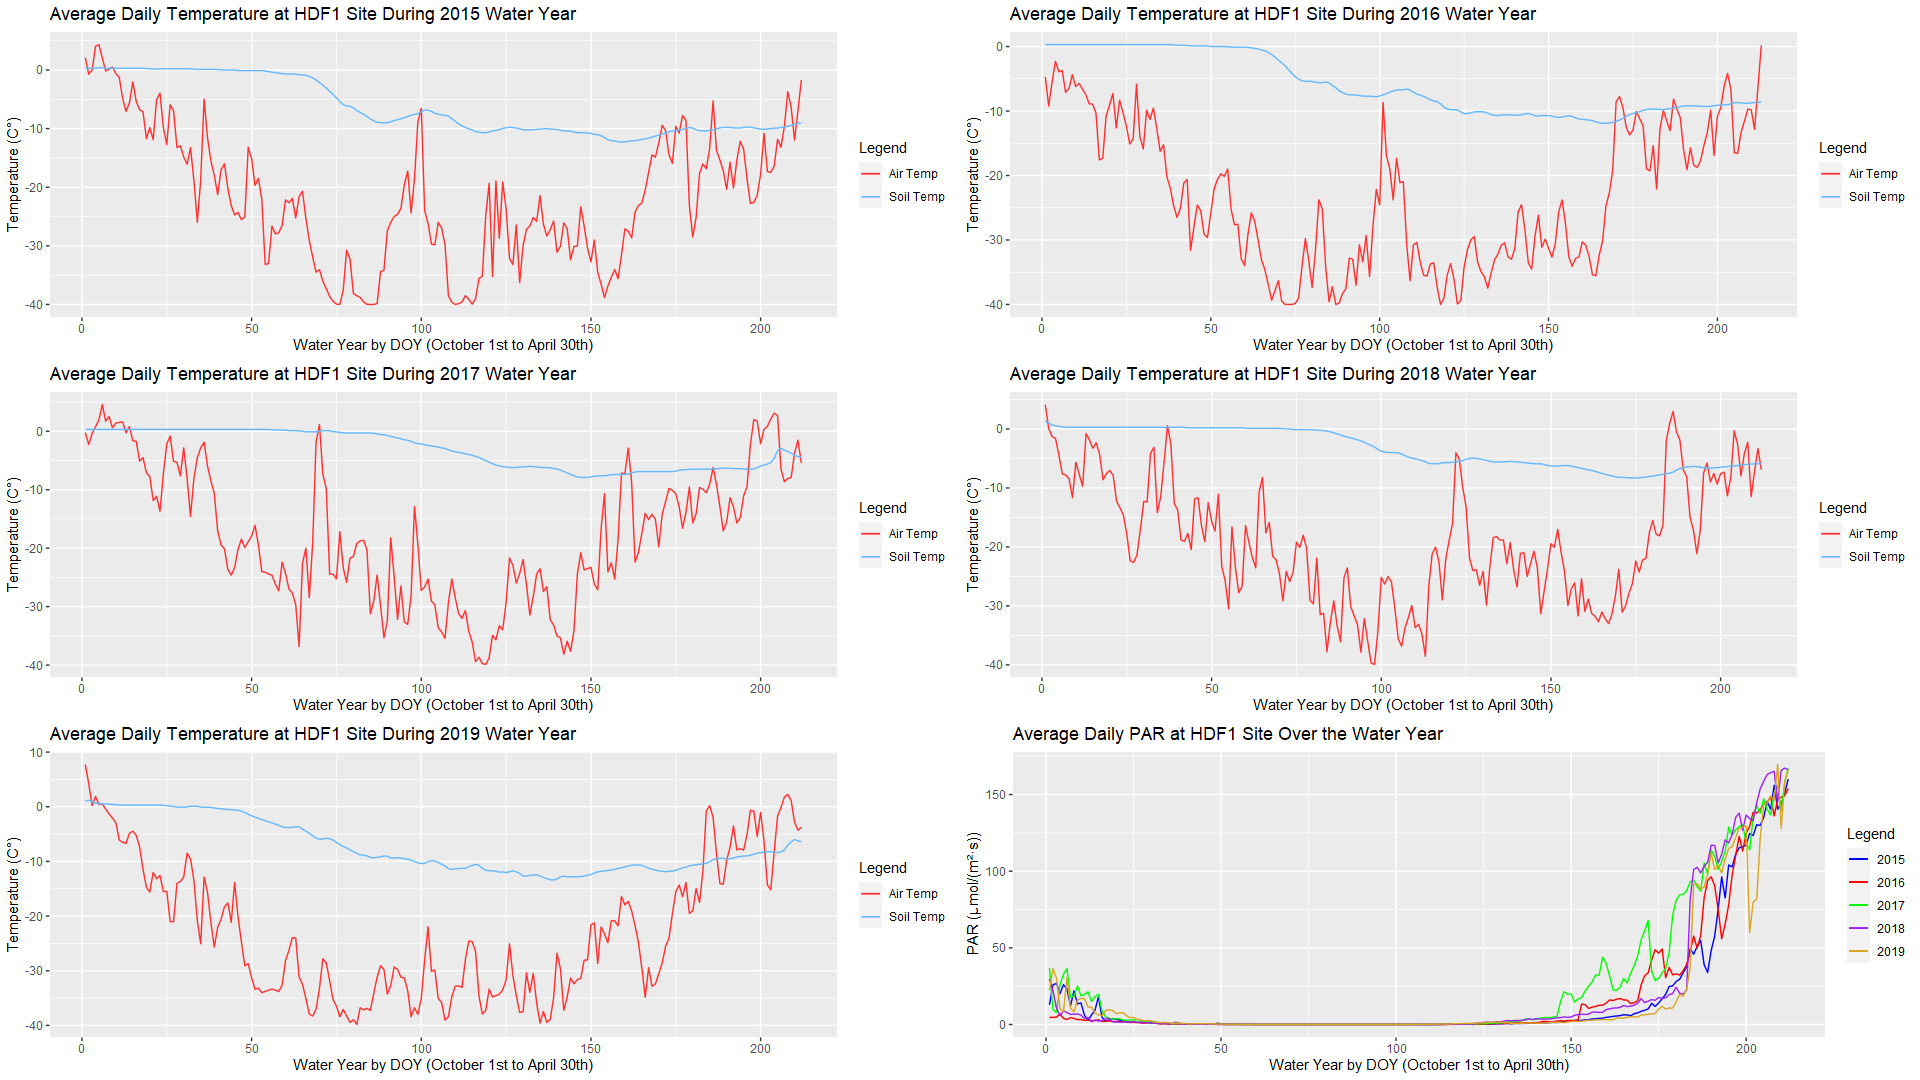 Average Daily Temperature at HDF1 Site During 2015 Water Year
Temperature (C°)
0
-10
-20
-30
-40
0 50 100 150 200
Water Year by DOY (October 1st to April 30th)
Legend
Air Temp
Soil Temp
Average Daily Temperature at HDF1 Site During 2016 Water Year
Temperature (C°)
0
-10
-20
-30
-40
0 50 100 150 200
Water Year by DOY (October 1st to April 30th)
Legend
Air Temp
Soil Temp
Average Daily Temperature at HDF1 Site During 2017 Water Year
Temperature (C°)
0
-10
-20
-30
-40
0 50 100 150 200
Water Year by DOY (October 1st to April 30th)
Legend
Air Temp
Soil Temp
Average Daily Temperature at HDF1 Site During 2018 Water Year
Temperature (C°)
0
-10
-20
-30
-40
0 50 100 150 200
Water Year by DOY (October 1st to April 30th)
Legend
Air Temp
Soil Temp
Average Daily Temperature at HDF1 Site During 2019 Water Year
Temperature (C°)
10
0
-10
-20
-30
-40
0 50 100 150 200
Water Year by DOY (October 1st to April 30th)
Legend
Air Temp
Soil Temp
Average Daily PAR at HDF1 Site Over the Water Year
PAR (μmol/(m²·s))
150
100
50
0
0 50 100 150 200
Water Year by DOY (October 1st to April 30th)
Legend
2015
2016
2017
2018
2019